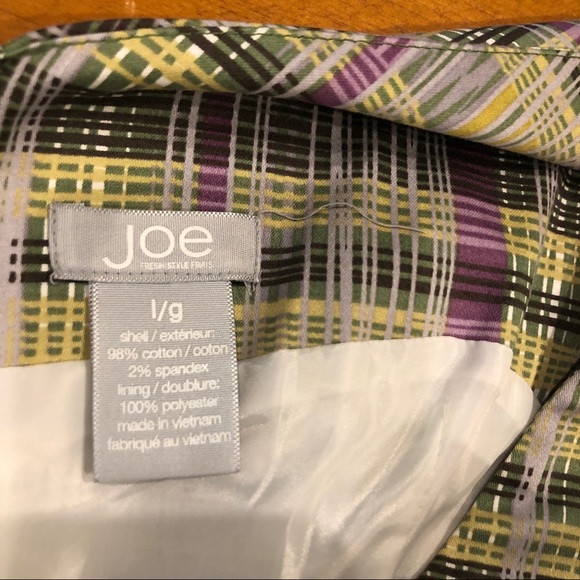 Joe
FRESH STYLE FRAIS
l/g
shell / extérieur:
98% cotton / coton
2% spandex
lining / doublure:
100% polyester
made in vietnam
fabriqué au vietnam